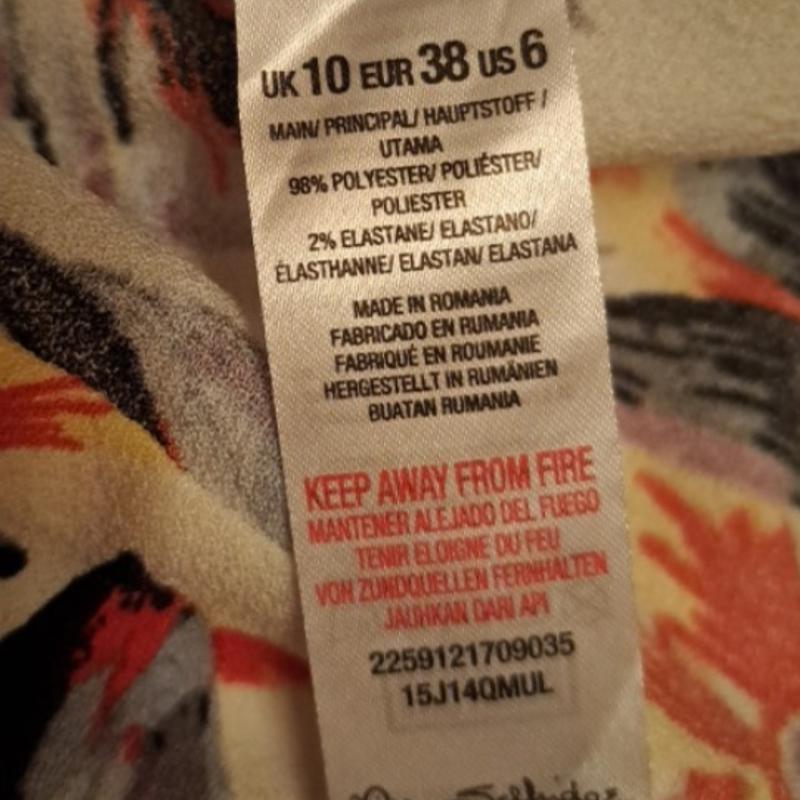 UK 10 EUR 38 US 6
MAIN/ PRINCIPAL/ HAUPTSTOFF /
UTAMA
98% POLYESTER/ POLIÉSTER/
POLIESTER
2% ELASTANE/ ELASTANO/
ÉLASTHANNE/ ELASTAN/ ELASTANA
MADE IN ROMANIA
FABRICADO EN RUMANIA
FABRIQUÉ EN ROUMANIE
HERGESTELLT IN RUMÄNIEN
BUATAN RUMANIA
KEEP AWAY FROM FIRE
MANTENER ALEJADO DEL FUEGO
TENIR ELOIGNE DU FEU
VON ZUNDQUELLEN FERNHALTEN
JAUHKAN DARI API
2259121709035
15J14QMUL